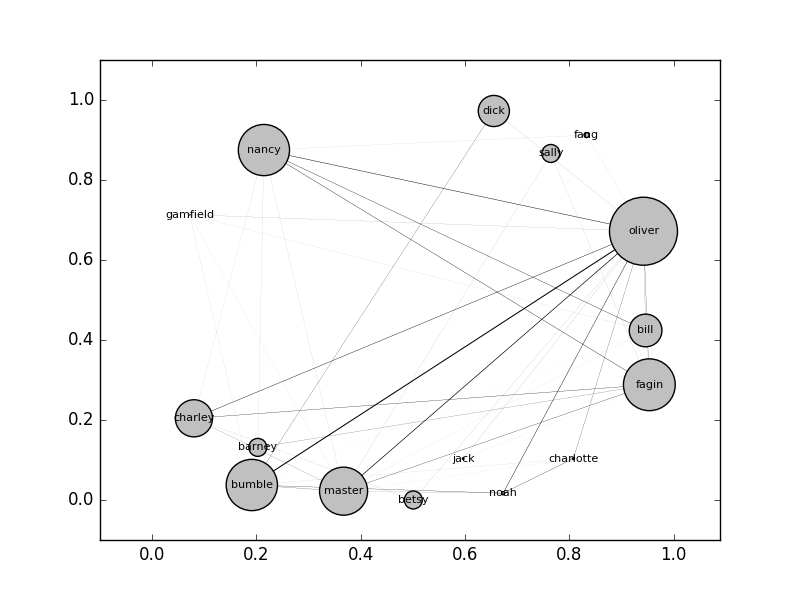 1.0
dick
fang
nancy
sally
0.8
gamfield
oliver
0.6
0.4
bill
fagin
0.2
charley
barney
jack
charlotte
bumble
master
0.0
betsy
noah
0.0 0.2 0.4 0.6 0.8 1.0